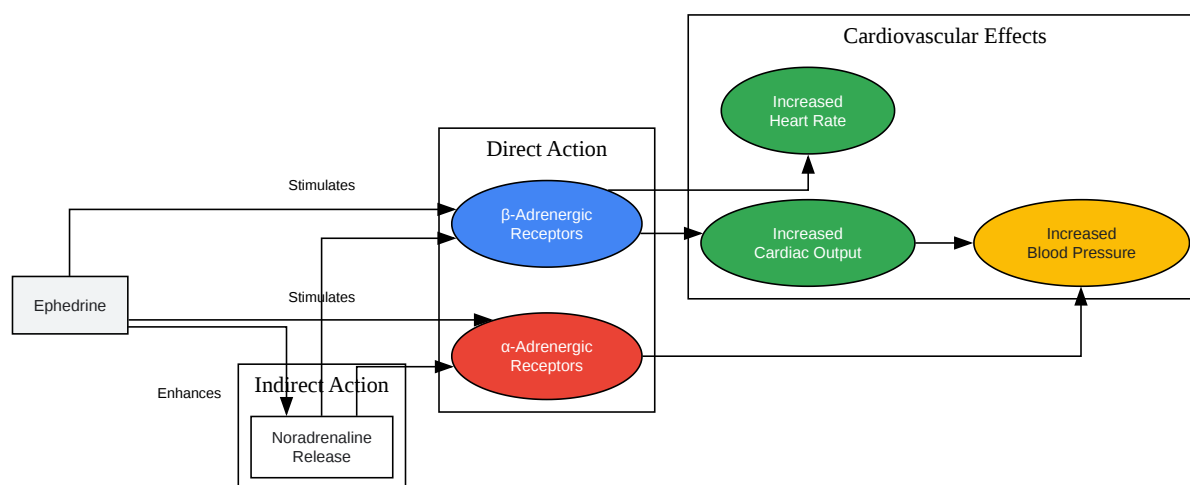 Cardiovascular Effects
Increased
Heart Rate
Direct Action
Stimulates
β-Adrenergic
Receptors
Increased
Cardiac Output
Increased
Blood Pressure
Ephedrine
Stimulates
α-Adrenergic
Receptors
Indirect Action
Enhances
Noradrenaline
Release